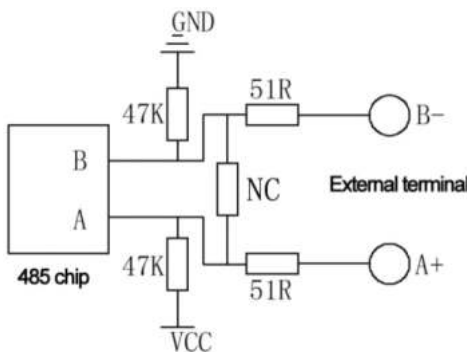 GND
51R
47K
B-
B
NC
External terminal
A
A+
47K
485 chip
51R
VCC